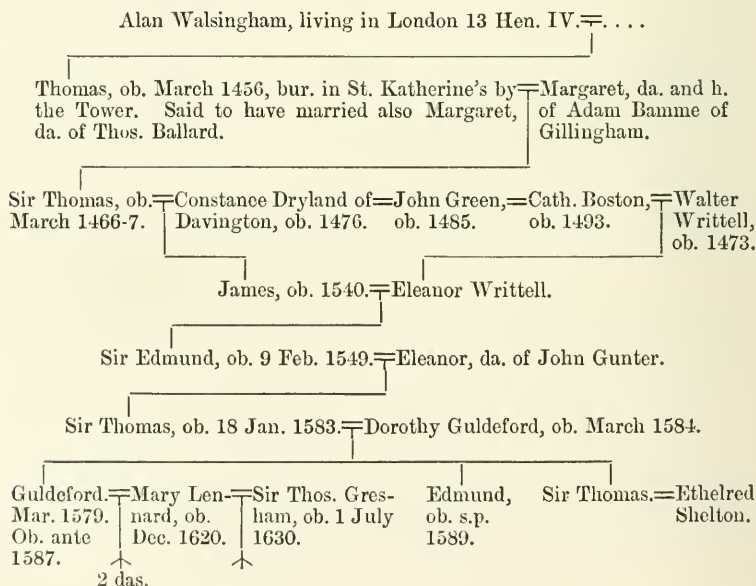 Alan Walsingham, living in London 13 Hen. IV.=. . . .
Thomas, ob. March 1456, bur. in St. Katherine's by=Margaret, da. and h.
the Tower. Said to have married also Margaret, of Adam Bamme of
da. of Thos. Ballard. Gillingham.
Sir Thomas, ob.=Constance Dryland of=John Green,=Cath. Boston,=Walter
March 1466-7. Davington, ob. 1476. ob. 1485. ob. 1493. Writtell,
ob. 1473.
James, ob. 1540.=Eleanor Writtell.
Sir Edmund, ob. 9 Feb. 1549.=Eleanor, da. of John Gunter.
Sir Thomas, ob. 18 Jan. 1583.=Dorothy Guldeford, ob. March 1584.
Guldeford.=Mary Len-=Sir Thos. Gres- Edmund, Sir Thomas.=Ethelred
Mar. 1579. nard, ob. ham, ob. 1 July ob. s.p. Shelton.
Ob. ante Dec. 1620. 1630. 1589.
1587.
2 das.